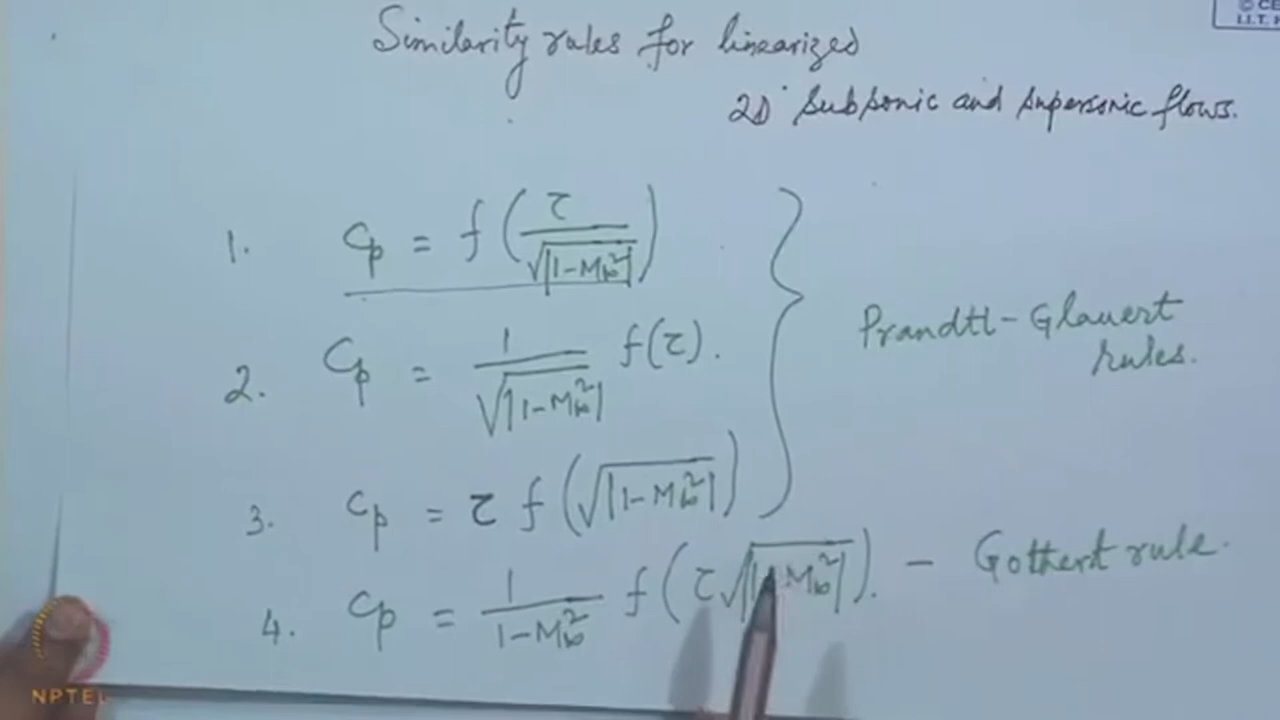 © CE
I.I.T. 
Similarity rules for linearized
2D subsonic and supersonic flows.
1. Cp = f(τ/√|1-M∞²|)
2. Cp = 1/√|1-M∞²| f(τ).
Prandtl-Glauert
rules.
3. Cp = τ f(√|1-M∞²|)
4. Cp = 1/1-M∞² f(τ√|1-M∞²|). - Gothert rule.
NPTEL